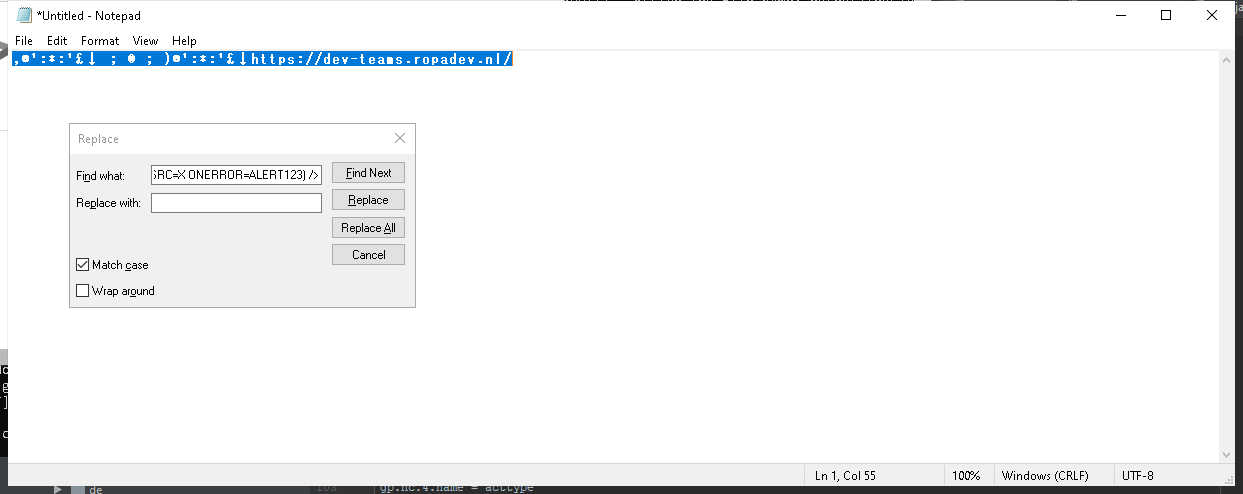 *Untitled - Notepad
File Edit Format View Help
https://dev-teams.ropadev.nl/
Replace
Find what: SRC=X ONERROR=ALERT123) />
Find Next
Replace with:
Replace
Replace All
Cancel
Match case
Wrap around
Ln 1, Col 55 100% Windows (CRLF) UTF-8
de
gp.nc.4.name = acctype